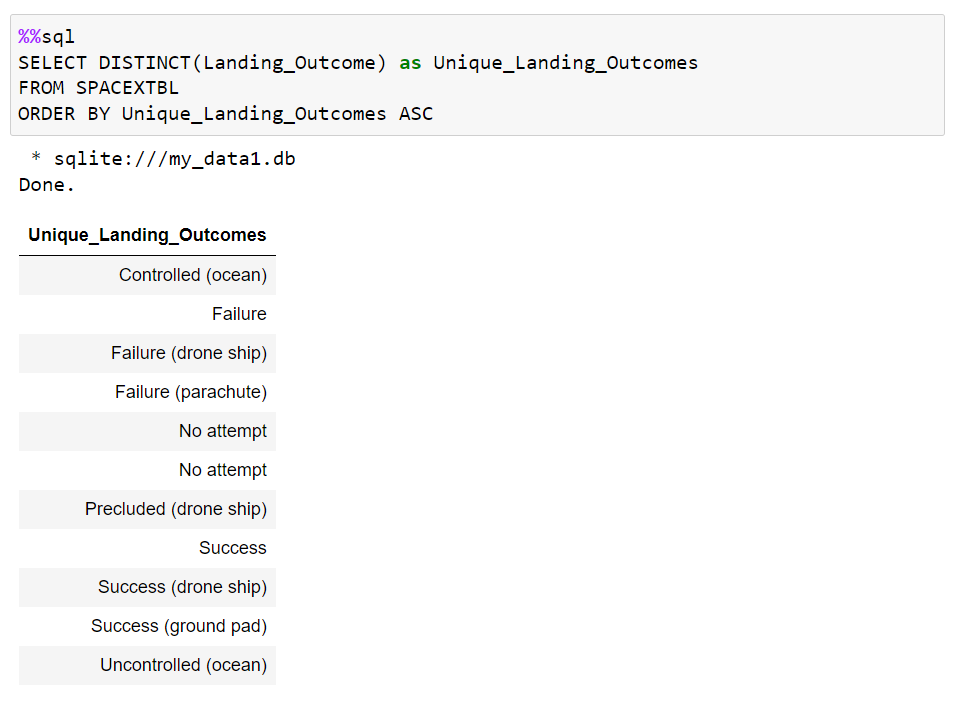 %%sql
SELECT DISTINCT(Landing_Outcome) as Unique_Landing_Outcomes
FROM SPACEXTBL
ORDER BY Unique_Landing_Outcomes ASC
* sqlite:///my_data1.db
Done.
Unique_Landing_Outcomes
Controlled (ocean)
Failure
Failure (drone ship)
Failure (parachute)
No attempt
No attempt
Precluded (drone ship)
Success
Success (drone ship)
Success (ground pad)
Uncontrolled (ocean)